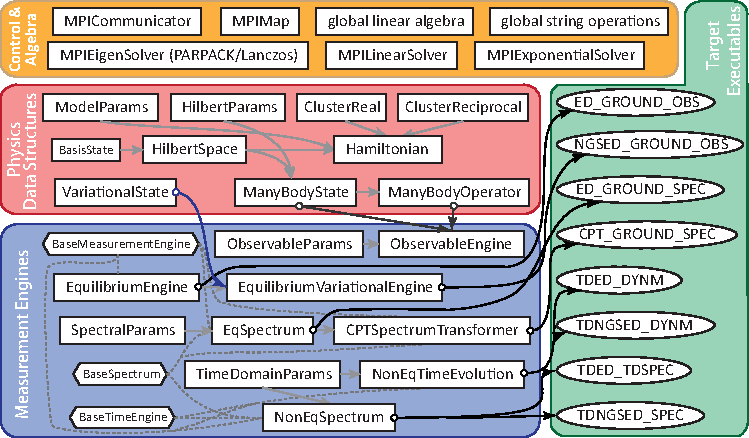 Control &
Algebra
MPICommunicator
MPIMap
global linear algebra
global string operations
MPIEigenSolver (PARPACK/Lanczos)
MPILinearSolver
MPIExponentialSolver
Target
Executables
Physics
Data Structures
ModelParams
HilbertParams
ClusterReal
ClusterReciprocal
BasisState
HilbertSpace
Hamiltonian
VariationalState
ManyBodyState
ManyBodyOperator
Measurement Engines
BaseMeasurementEngine
ObservableParams
ObservableEngine
EquilibriumEngine
EquilibriumVariationalEngine
SpectralParams
EqSpectrum
CPTSpectrumTransformer
BaseSpectrum
TimeDomainParams
NonEqTimeEvolution
BaseTimeEngine
NonEqSpectrum
ED_GROUND_OBS
NGSED_GROUND_OBS
ED_GROUND_SPEC
CPT_GROUND_SPEC
TDED_DYNM
TDNGSED_DYNM
TDED_TDSPEC
TDNGSED_SPEC